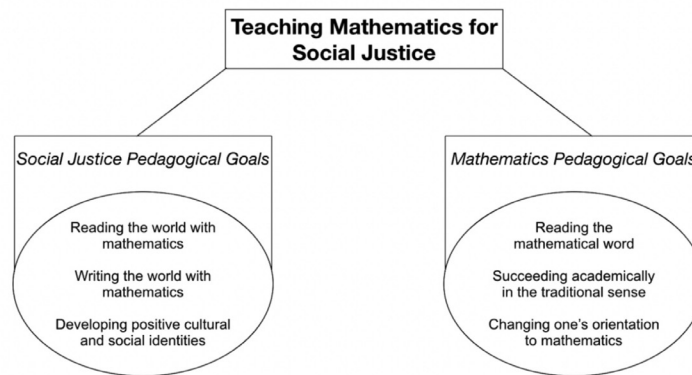 Teaching Mathematics for
Social Justice
Social Justice Pedagogical Goals
Reading the world with
mathematics
Writing the world with
mathematics
Developing positive cultural
and social identities
Mathematics Pedagogical Goals
Reading the
mathematical word
Succeeding academically
in the traditional sense
Changing one's orientation
to mathematics